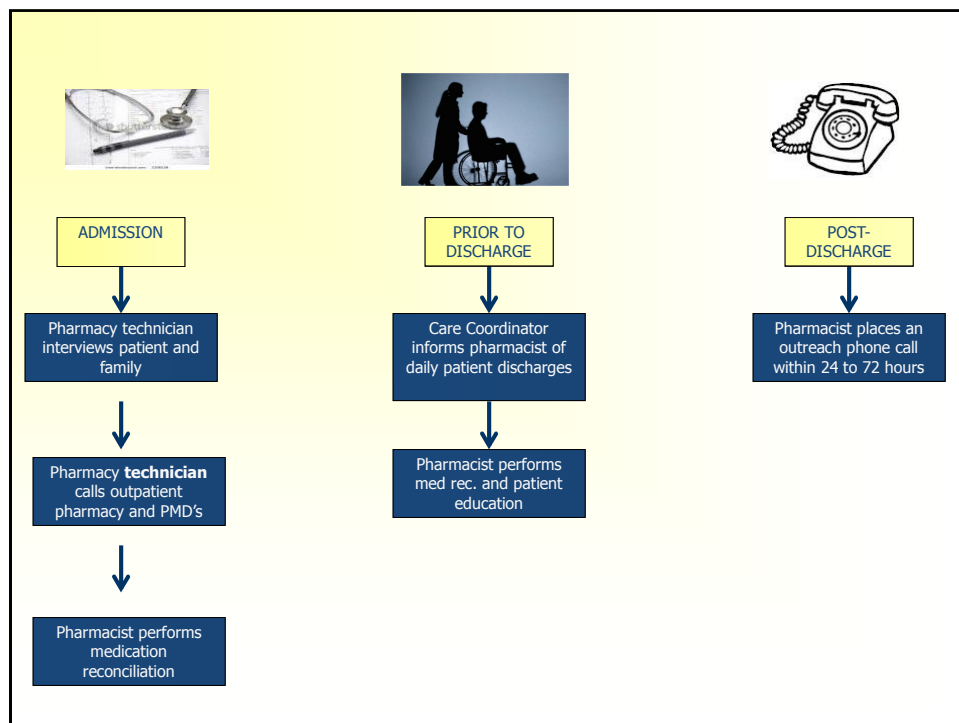 ADMISSION
Pharmacy technician
interviews patient and
family
Pharmacy technician
calls outpatient
pharmacy and PMD's
Pharmacist performs
medication
reconciliation
PRIOR TO
DISCHARGE
Care Coordinator
informs pharmacist of
daily patient discharges
Pharmacist performs
med rec. and patient
education
POST-
DISCHARGE
Pharmacist places an
outreach phone call
within 24 to 72 hours